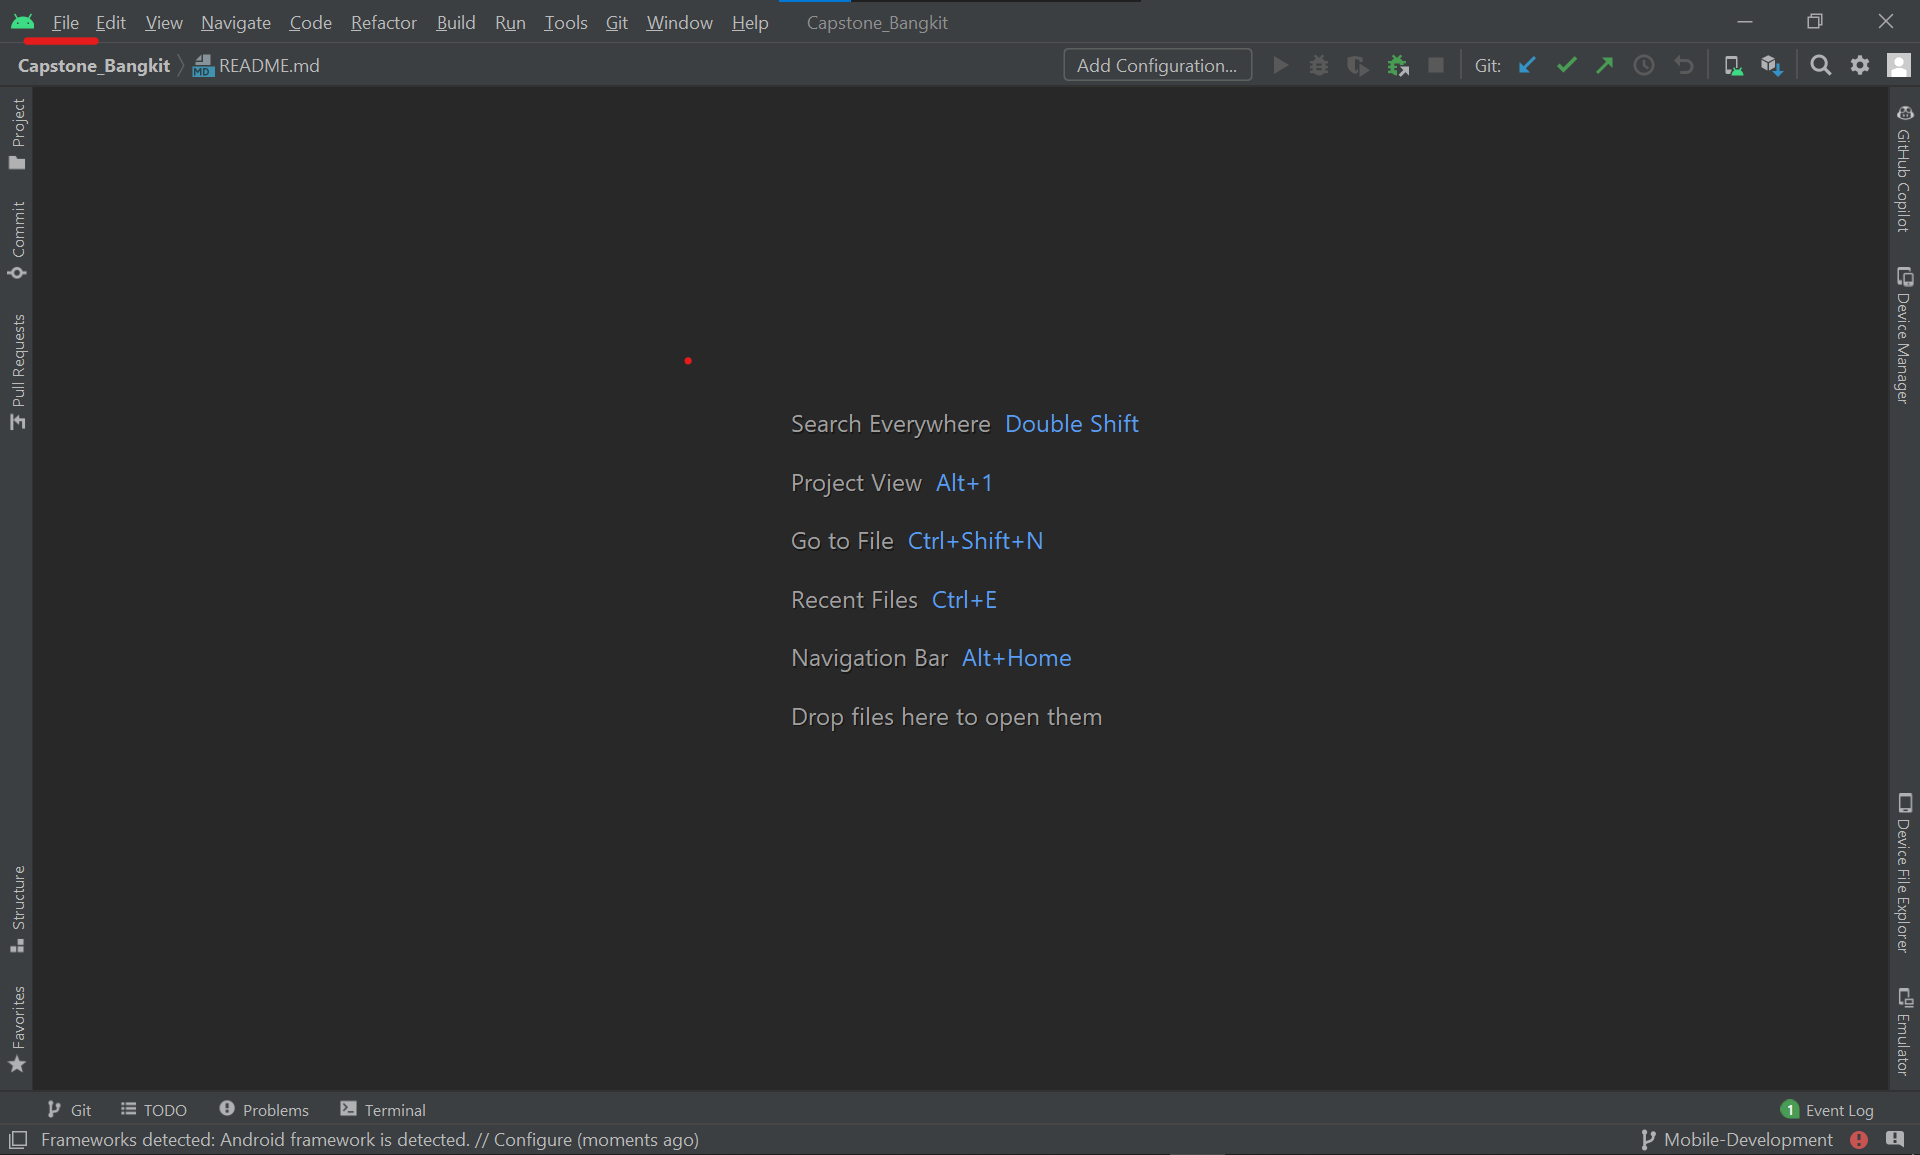 File Edit View Navigate Code Refactor Build Run Tools Git Window Help Capstone_Bangkit
Capstone_Bangkit MD README.md Add Configuration... Git:
Project
Commit
Pull Requests
Structure
Favorites
Search Everywhere Double Shift
Project View Alt+1
Go to File Ctrl+Shift+N
Recent Files Ctrl+E
Navigation Bar Alt+Home
Drop files here to open them
GitHub Copilot
Device Manager
Device File Explorer
Emulator
Git TODO Problems Terminal 1 Event Log
Frameworks detected: Android framework is detected. // Configure (moments ago) Mobile-Development